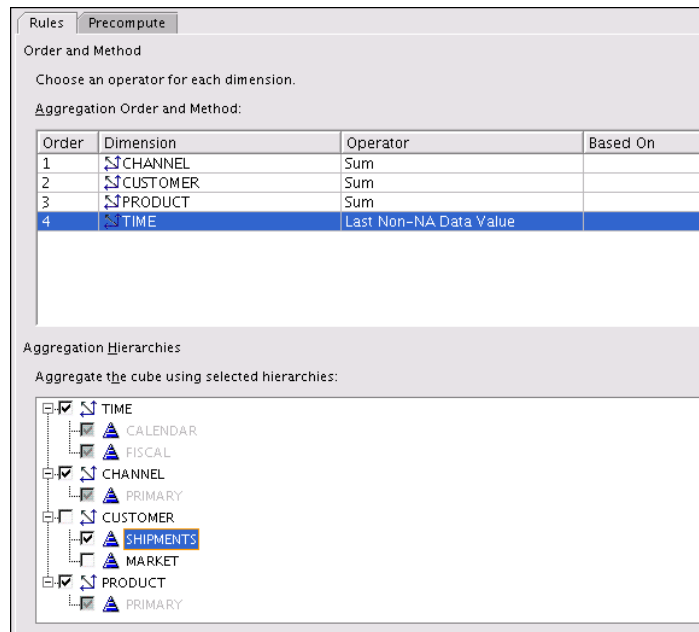 Rules Precompute
Order and Method
Choose an operator for each dimension.
Aggregation Order and Method:
Order Dimension Operator Based On
1 CHANNEL Sum
2 CUSTOMER Sum
3 PRODUCT Sum
4 TIME Last Non-NA Data Value
Aggregation Hierarchies
Aggregate the cube using selected hierarchies:
TIME
CALENDAR
FISCAL
CHANNEL
PRIMARY
CUSTOMER
SHIPMENTS
MARKET
PRODUCT
PRIMARY